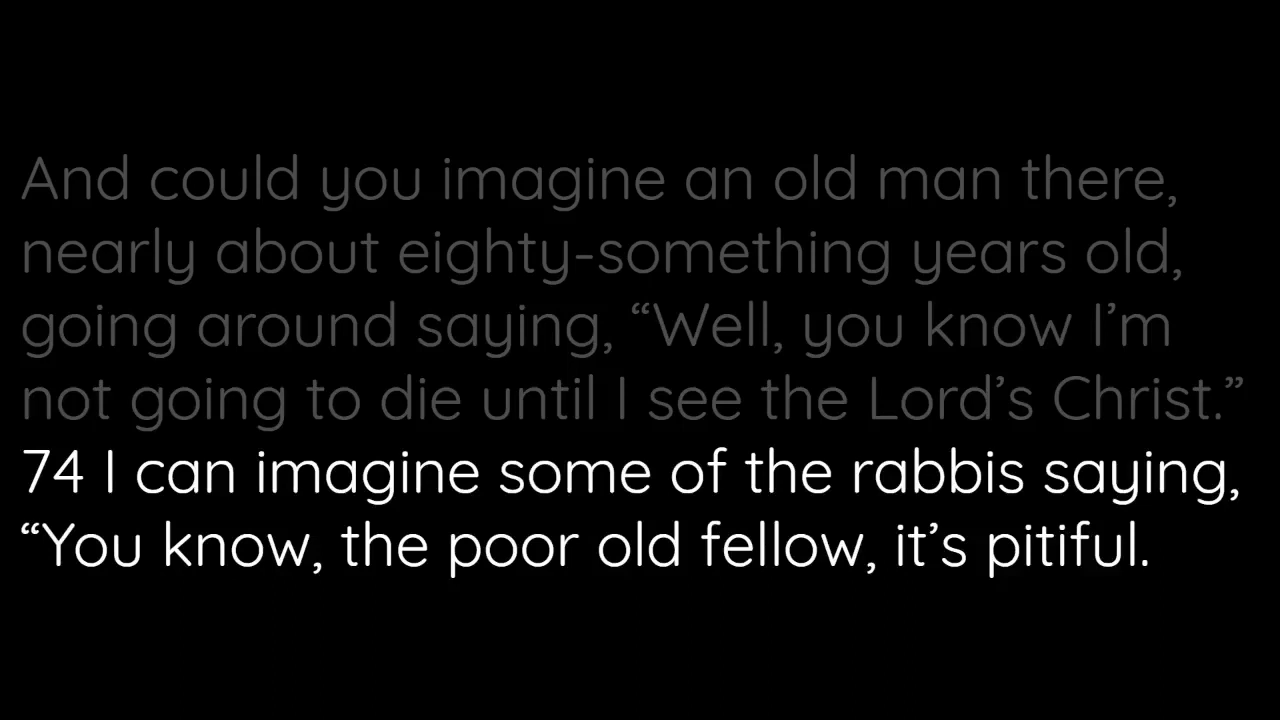 And could you imagine an old man there,
nearly about eighty-something years old,
going around saying, “Well, you know I’m
not going to die until I see the Lord’s Christ.”
74 I can imagine some of the rabbis saying,
“You know, the poor old fellow, it’s pitiful.